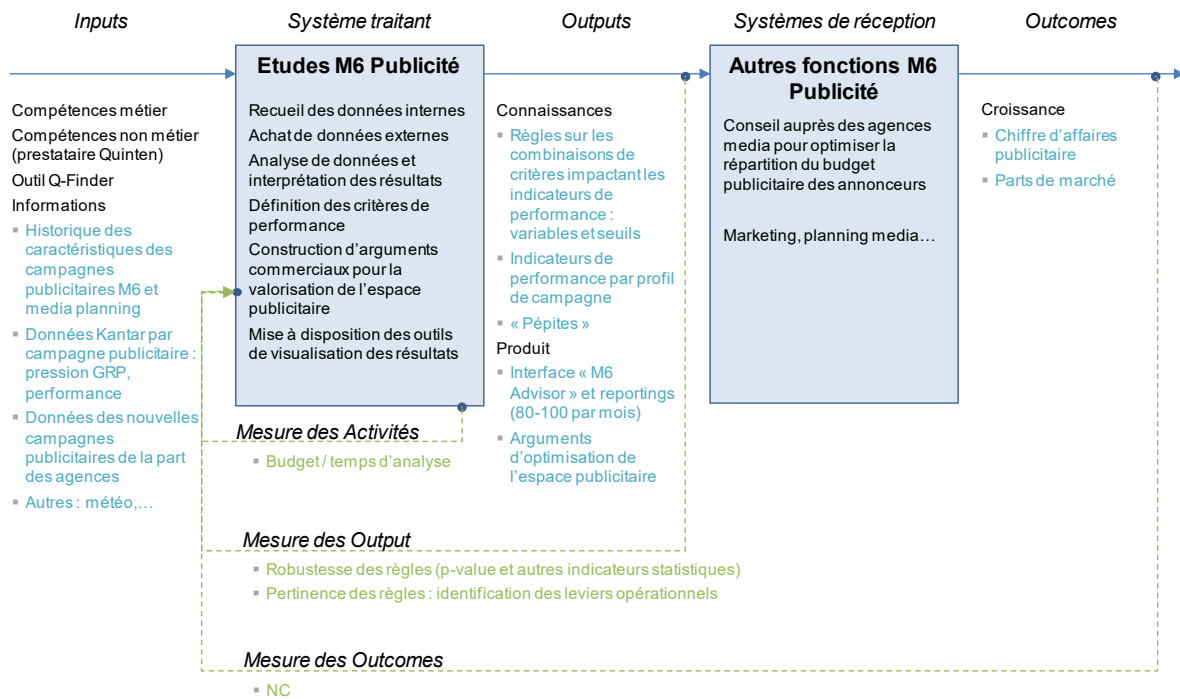 Inputs
Système traitant
Outputs
Systèmes de réception
Outcomes
Compétences métier
Compétences non métier
(prestataire Quinten)
Outil Q-Finder
Informations
Historique des
caractéristiques des
campagnes
publicitaires M6 et
media planning
Données Kantar par
campagne publicitaire :
pression GRP,
performance
Données des nouvelles
campagnes
publicitaires de la part
des agences
Autres : météo,…
Etudes M6 Publicité
Recueil des données internes
Achat de données externes
Analyse de données et
interprétation des résultats
Définition des critères de
performance
Construction d'arguments
commerciaux pour la
valorisation de l'espace
publicitaire
Mise à disposition des outils
de visualisation des résultats
Connaissances
Règles sur les
combinaisons de
critères impactant les
indicateurs de
performance :
variables et seuils
Indicateurs de
performance par profil
de campagne
« Pépites »
Produit
Interface « M6
Advisor » et reportings
(80-100 par mois)
Arguments
d'optimisation de
l'espace publicitaire
Autres fonctions M6
Publicité
Conseil auprès des agences
media pour optimiser la
répartition du budget
publicitaire des annonceurs
Marketing, planning media…
Croissance
Chiffre d'affaires
publicitaire
Parts de marché
Mesure des Activités
Budget / temps d'analyse
Mesure des Output
Robustesse des règles (p-value et autres indicateurs statistiques)
Pertinence des règles : identification des leviers opérationnels
Mesure des Outcomes
NC